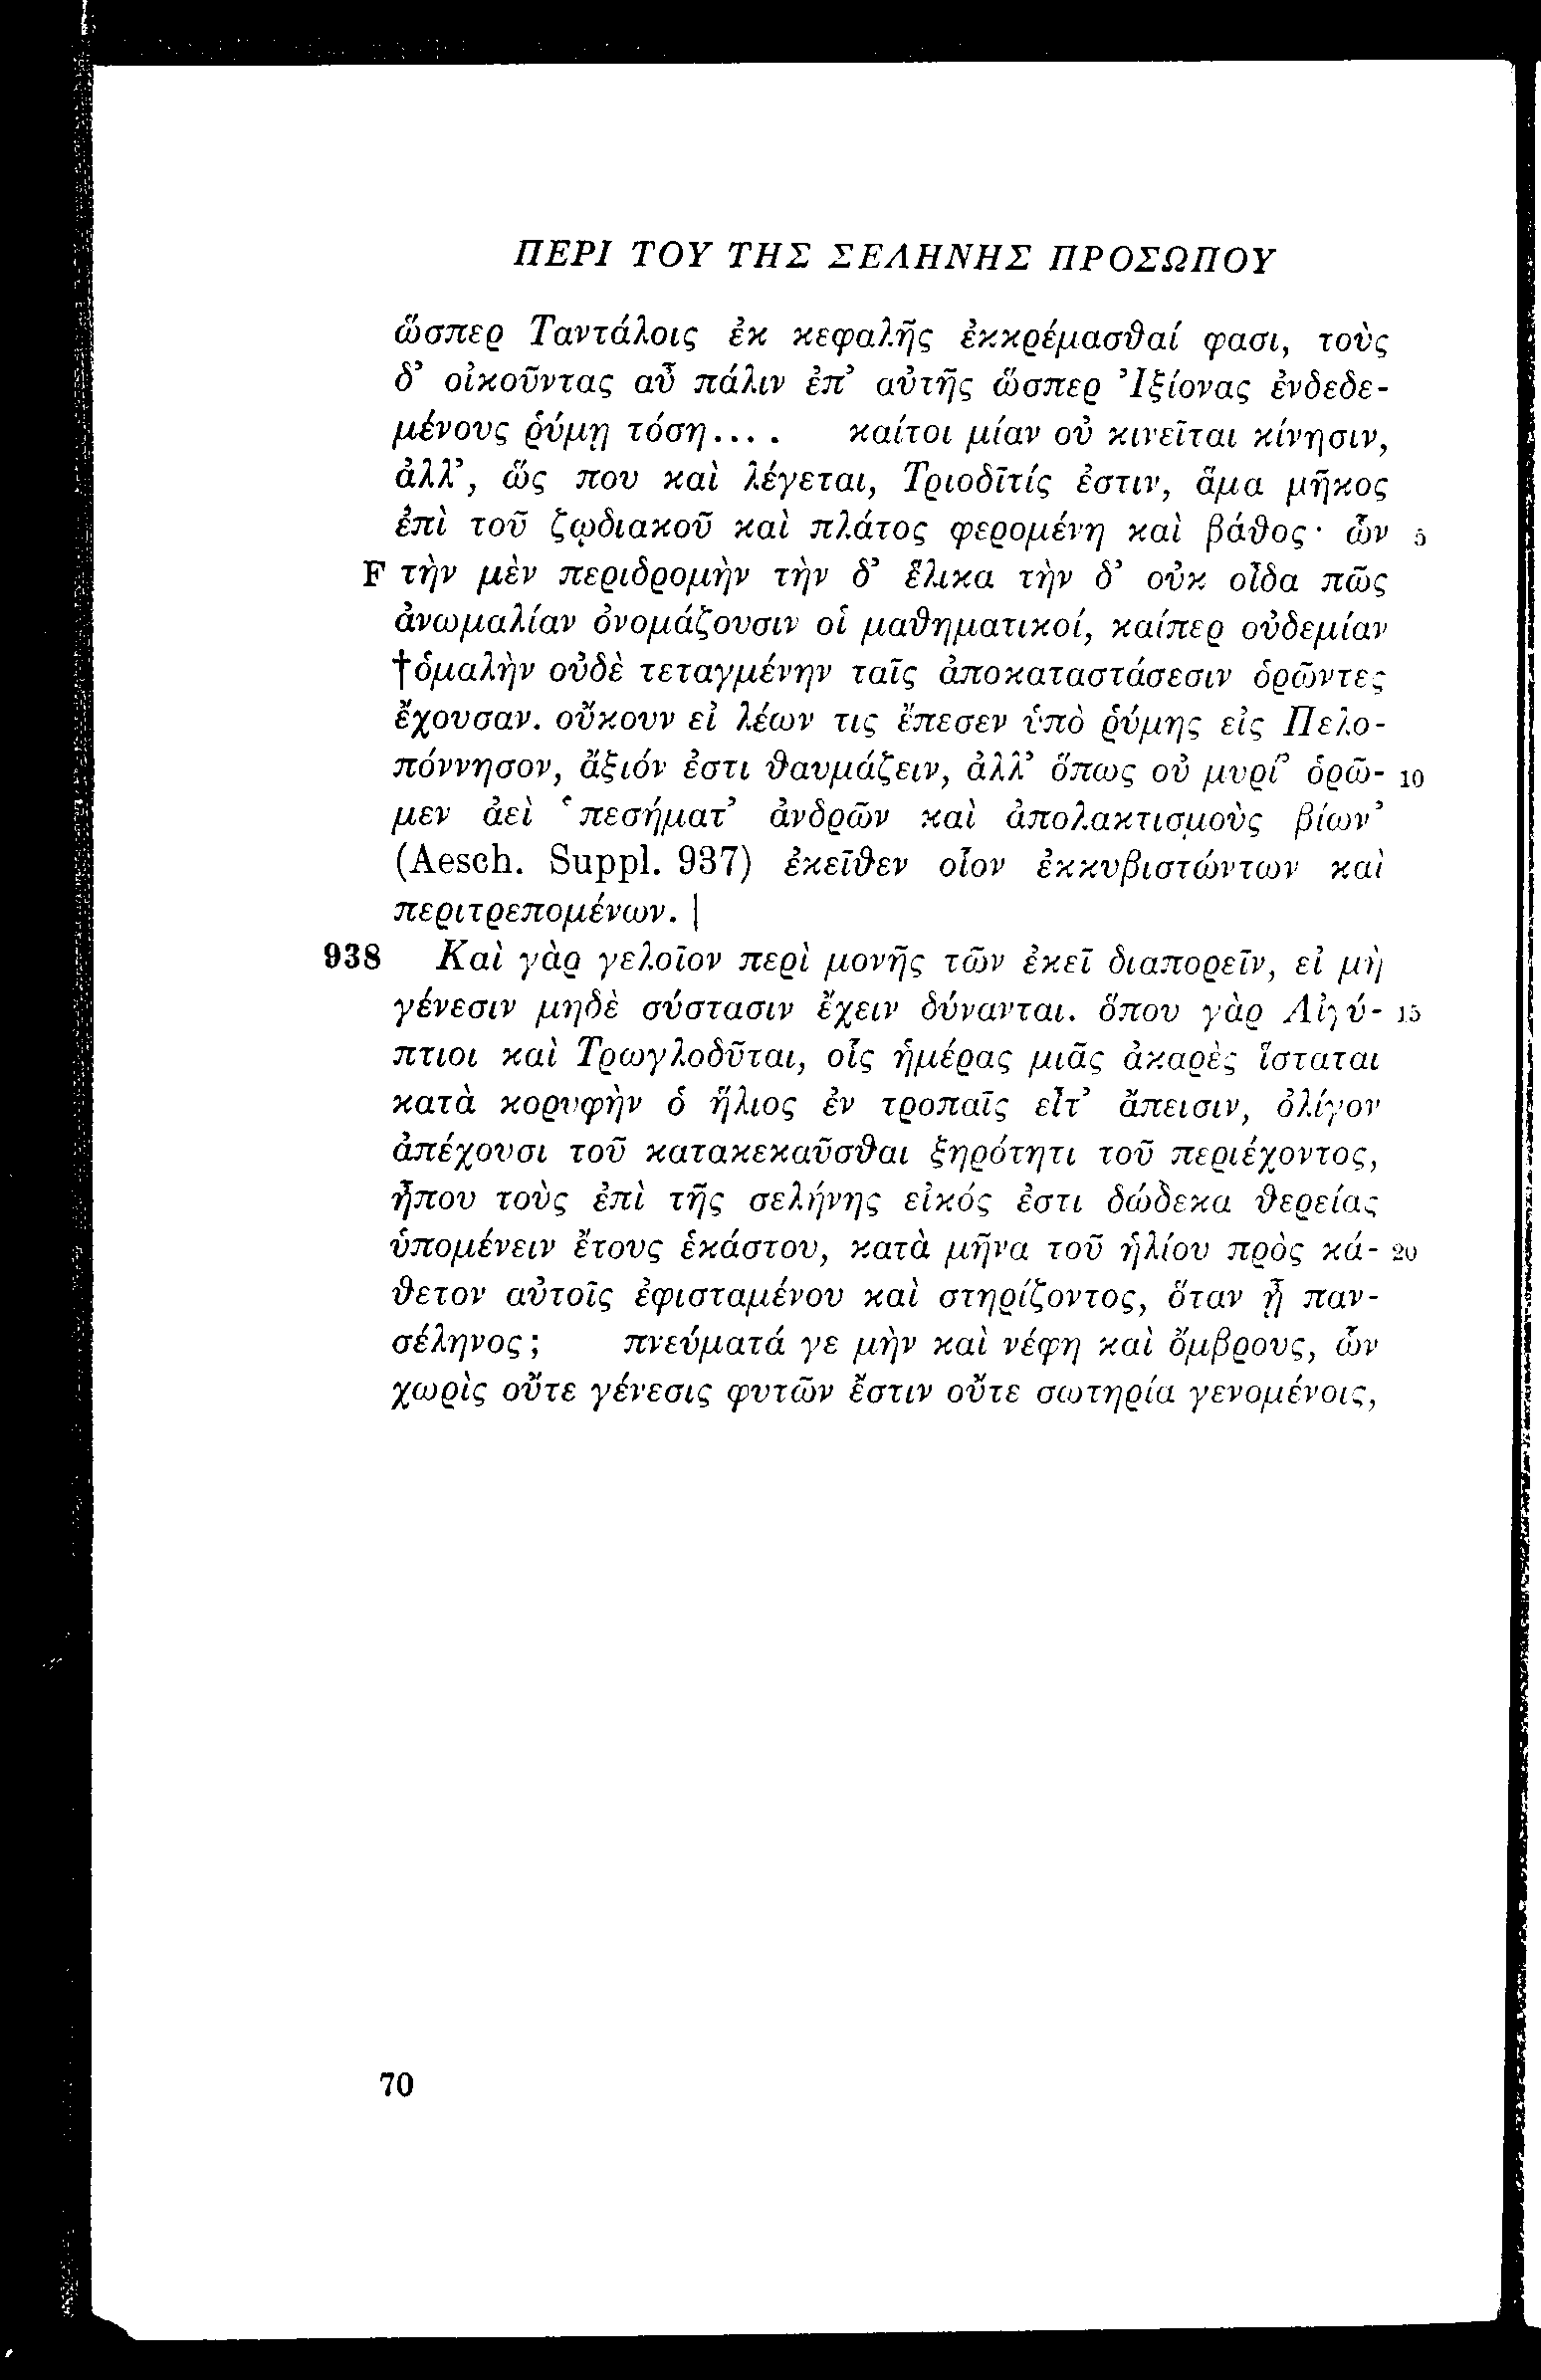 ΠΕΡΙ ΤΟΥ ΤΗΣ ΣΕΛΗΝΗΣ ΠΡΟΣΩΠΟΥ
ὥσπερ Ταντάλοις ἐκ κεφαλῆς ἐκκρέμασθαί φασι, τοὺς
δ’ οἰκοῦντας αὖ πάλιν ἐπ’ αὐτῆς ὥσπερ Ἰξίονας ἐνδεδε-
μένους ῥύμῃ τόση.... καίτοι μίαν οὐ κινεῖται κίνησιν,
ἀλλ’, ὥς που καὶ λέγεται, Τριοδῖτίς ἐστιν, ἅμα μῆκος
ἐπὶ τοῦ ζῳδιακοῦ καὶ πλάτος φερομένη καὶ βάθος· ὧν 5
F τὴν μὲν περιδρομὴν τὴν δ’ ἕλικα τὴν δ’ οὐκ οἶδα πῶς
ἀνωμαλίαν ὀνομάζουσιν οἱ μαθηματικοί, καίπερ οὐδεμίαν
†ὁμαλὴν οὐδὲ τεταγμένην ταῖς ἀποκαταστάσεσιν ὁρῶντες
ἔχουσαν. οὔκουν εἰ λέων τις ἔπεσεν ὑπὸ ῥύμης εἰς Πελο-
πόννησον, ἄξιόν ἐστι θαυμάζειν, ἀλλ’ ὅπως οὐ μυρί’ ὁρῶ- 10
μεν ἀεὶ ‘πεσήματ’ ἀνδρῶν καὶ ἀπολακτισμοὺς βίων’
(Aesch. Suppl. 937) ἐκεῖθεν οἷον ἐκκυβιστώντων καὶ
περιτρεπομένων. |
938 Καὶ γὰρ γελοῖον περὶ μονῆς τῶν ἐκεῖ διαπορεῖν, εἰ μὴ
γένεσιν μηδὲ σύστασιν ἔχειν δύνανται. ὅπου γὰρ Αἰγύ- 15
πτιοι καὶ Τρωγλοδῦται, οἷς ἡμέρας μιᾶς ἀκαρὲς ἵσταται
κατὰ κορυφὴν ὁ ἥλιος ἐν τροπαῖς εἶτ’ ἄπεισιν, ὀλίγον
ἀπέχουσι τοῦ κατακεκαῦσθαι ξηρότητι τοῦ περιέχοντος,
ἦπου τοὺς ἐπὶ τῆς σελήνης εἰκός ἐστι δώδεκα θερείας
ὑπομένειν ἔτους ἑκάστου, κατὰ μῆνα τοῦ ἡλίου πρὸς κά- 20
θετον αὐτοῖς ἐφισταμένου καὶ στηρίζοντος, ὅταν ᾖ παν-
σέληνος; πνεύματά γε μὴν καὶ νέφη καὶ ὄμβρους, ὧν
χωρὶς οὔτε γένεσις φυτῶν ἔστιν οὔτε σωτηρία γενομένοις,
70